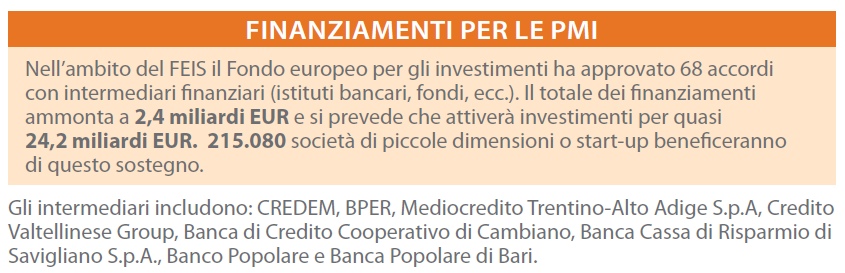 FINANZIAMENTI PER LE PMI
Nell’ambito del FEIS il Fondo europeo per gli investimenti ha approvato 68 accordi
con intermediari finanziari (istituti bancari, fondi, ecc.). Il totale dei finanziamenti
ammonta a 2,4 miliardi EUR e si prevede che attiverà investimenti per quasi
24,2 miliardi EUR. 215.080 società di piccole dimensioni o start-up beneficeranno
di questo sostegno.
Gli intermediari includono: CREDEM, BPER, Mediocredito Trentino-Alto Adige S.p.A, Credito
Valtellinese Group, Banca di Credito Cooperativo di Cambiano, Banca Cassa di Risparmio di
Savigliano S.p.A., Banco Popolare e Banca Popolare di Bari.